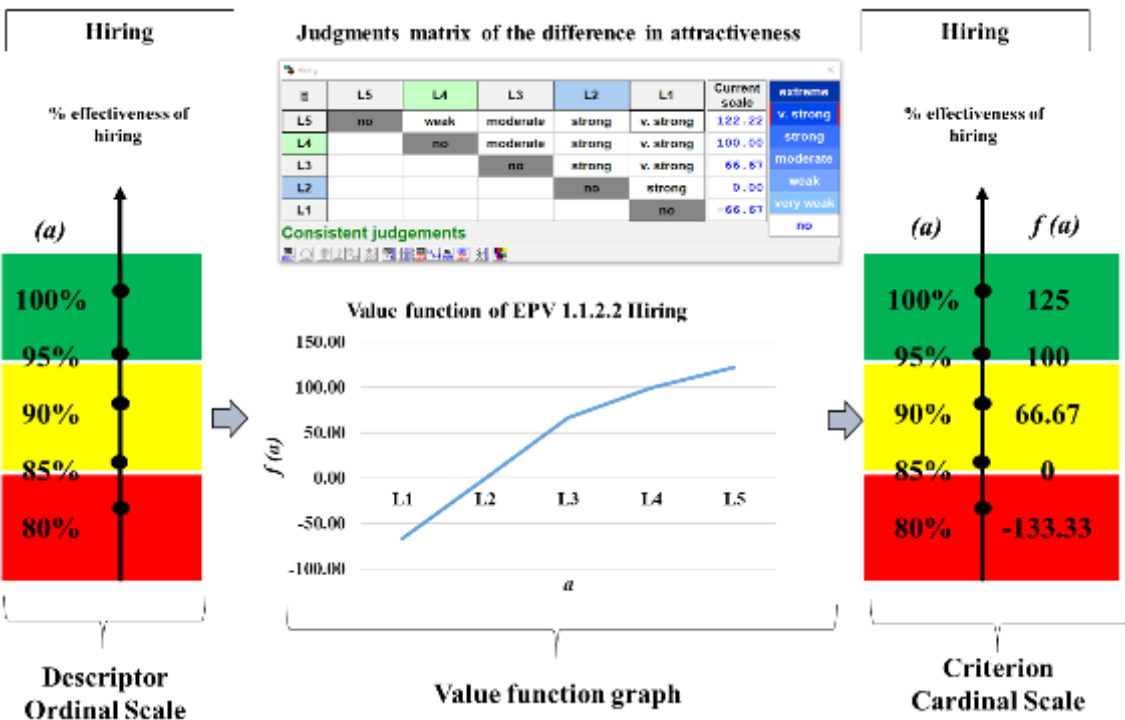 Hiring
% effectiveness of
hiring
(a)
100%
95%
90%
85%
80%
Descriptor
Ordinal Scale
Judgments matrix of the difference in attractiveness
Hiring
L5 L4 L3 L2 L1 Current scale
L5 no weak moderate strong v. strong 122.22
L4 no moderate strong v. strong 100.00
L3 no strong v. strong 66.67
L2 no strong 0.00
L1 no -66.67
extreme
v. strong
strong
moderate
weak
very weak
no
Consistent judgements
Value function of EPV 1.1.2.2 Hiring
150.00
100.00
50.00
0.00
-50.00
-100.00
f (a)
L1 L2 L3 L4 L5
a
Value function graph
Hiring
% effectiveness of
hiring
(a) f (a)
100% 125
95% 100
90% 66.67
85% 0
80% -133.33
Criterion
Cardinal Scale